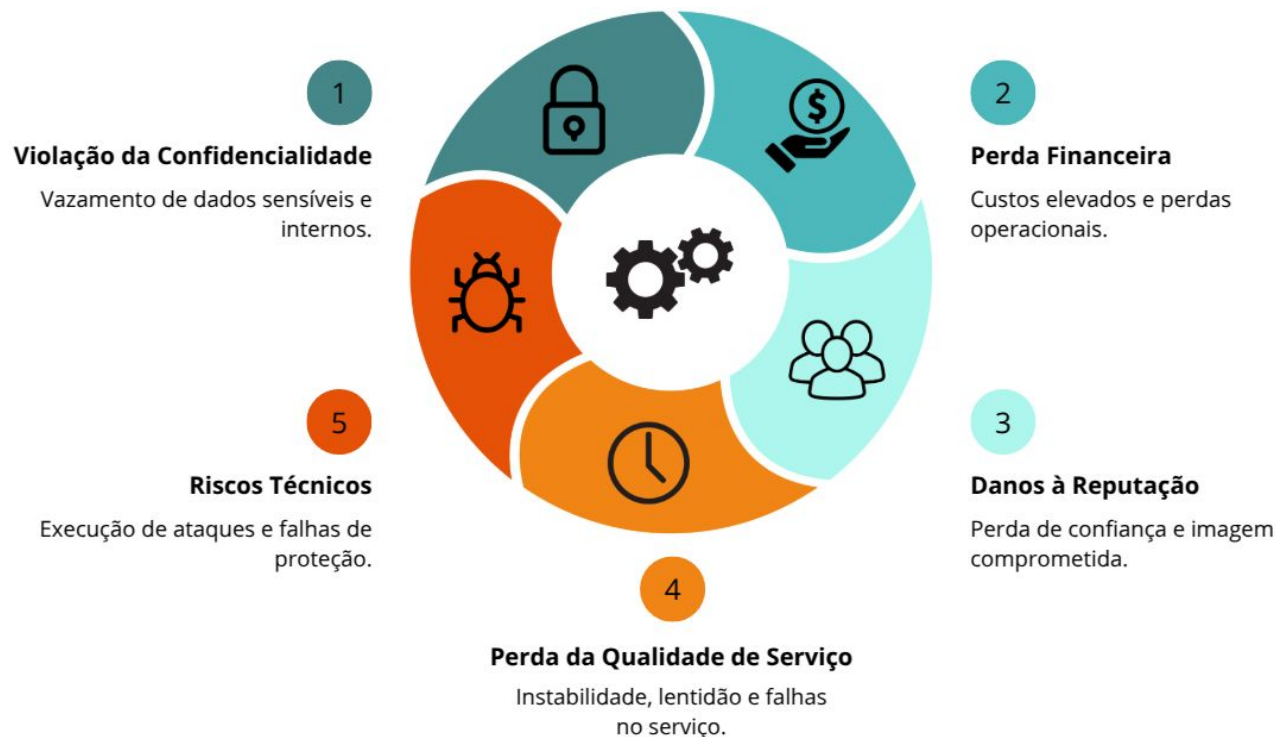 1
Violação da Confidencialidade
Vazamento de dados sensíveis e
internos.
2
Perda Financeira
Custos elevados e perdas
operacionais.
$
3
Danos à Reputação
Perda de confiança e imagem
comprometida.
4
Perda da Qualidade de Serviço
Instabilidade, lentidão e falhas
no serviço.
5
Riscos Técnicos
Execução de ataques e falhas de
proteção.